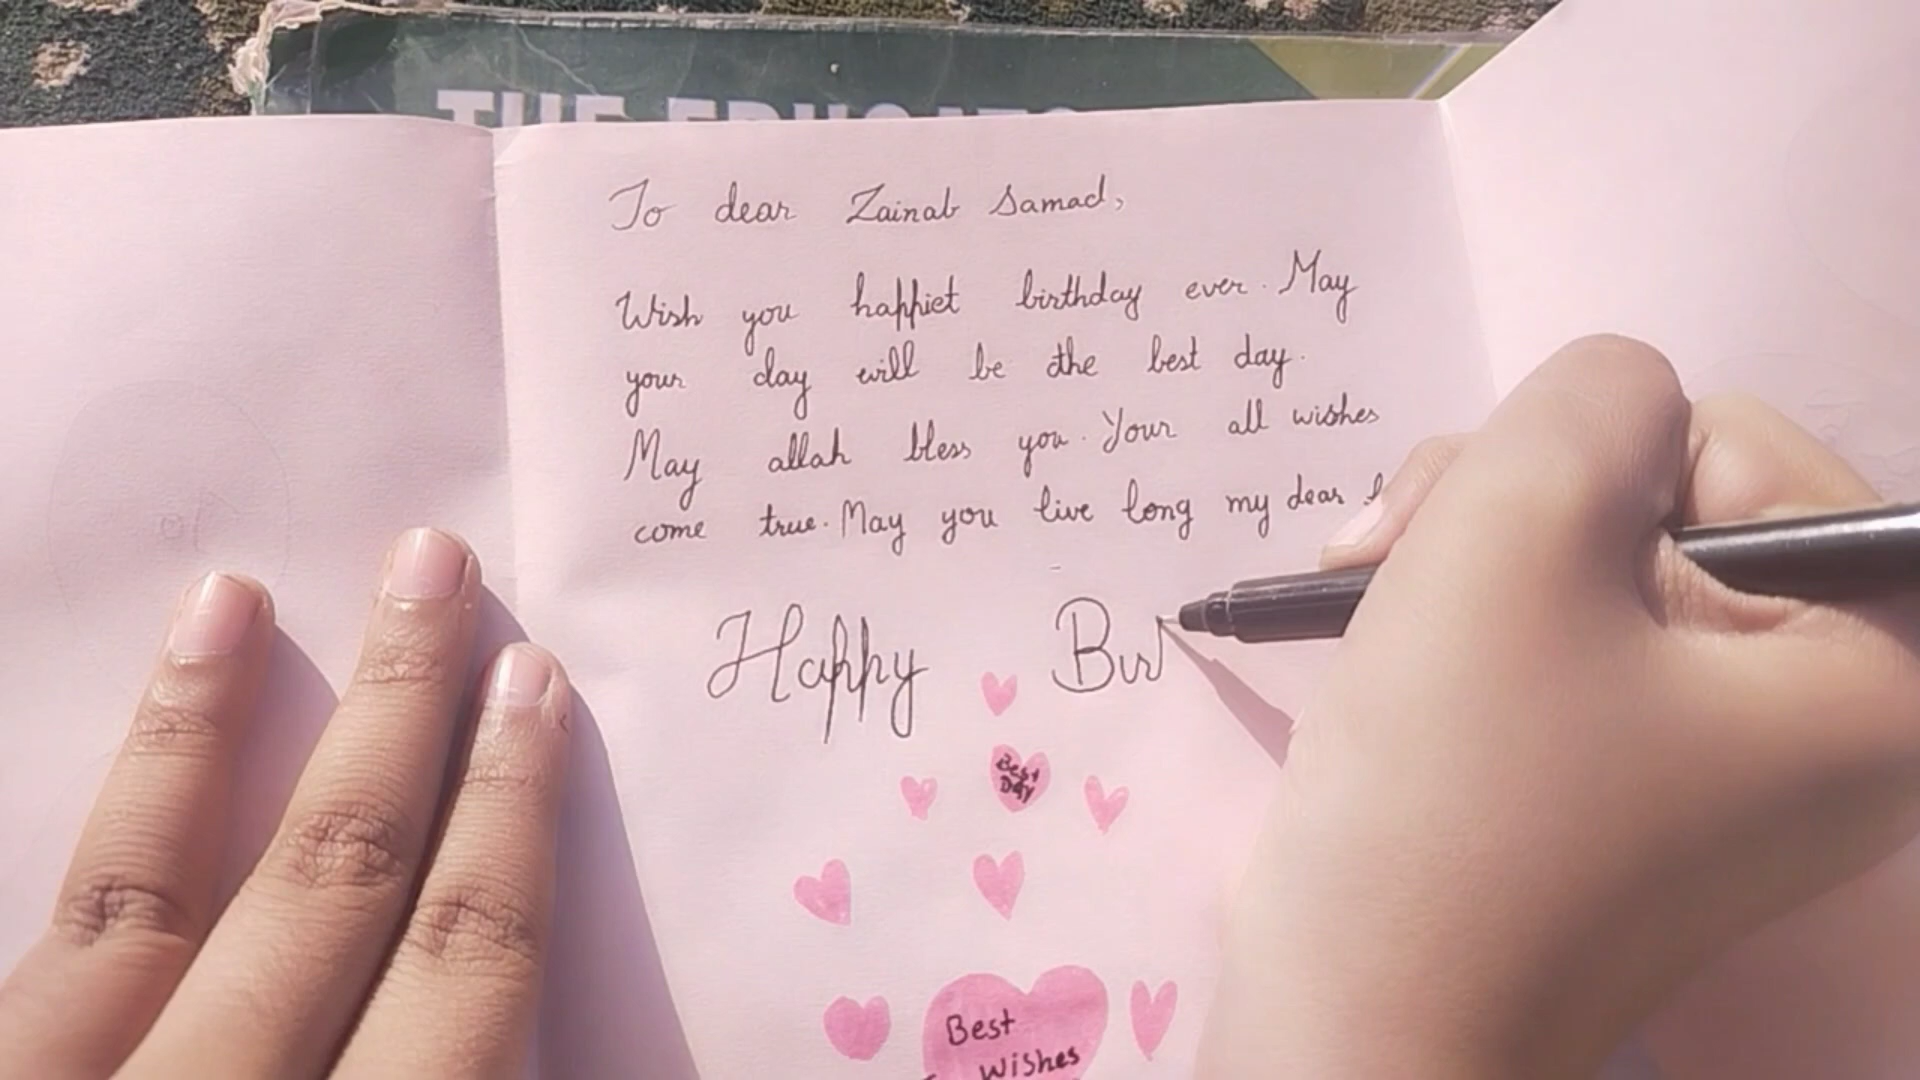 To dear Zainab Samad,
Wish you happiet birthday ever. May
your day will be the best day.
May allah bless you. Your all wishes
come true. May you live long my dear
Happy Bir
Best
Day
Best
Wishes